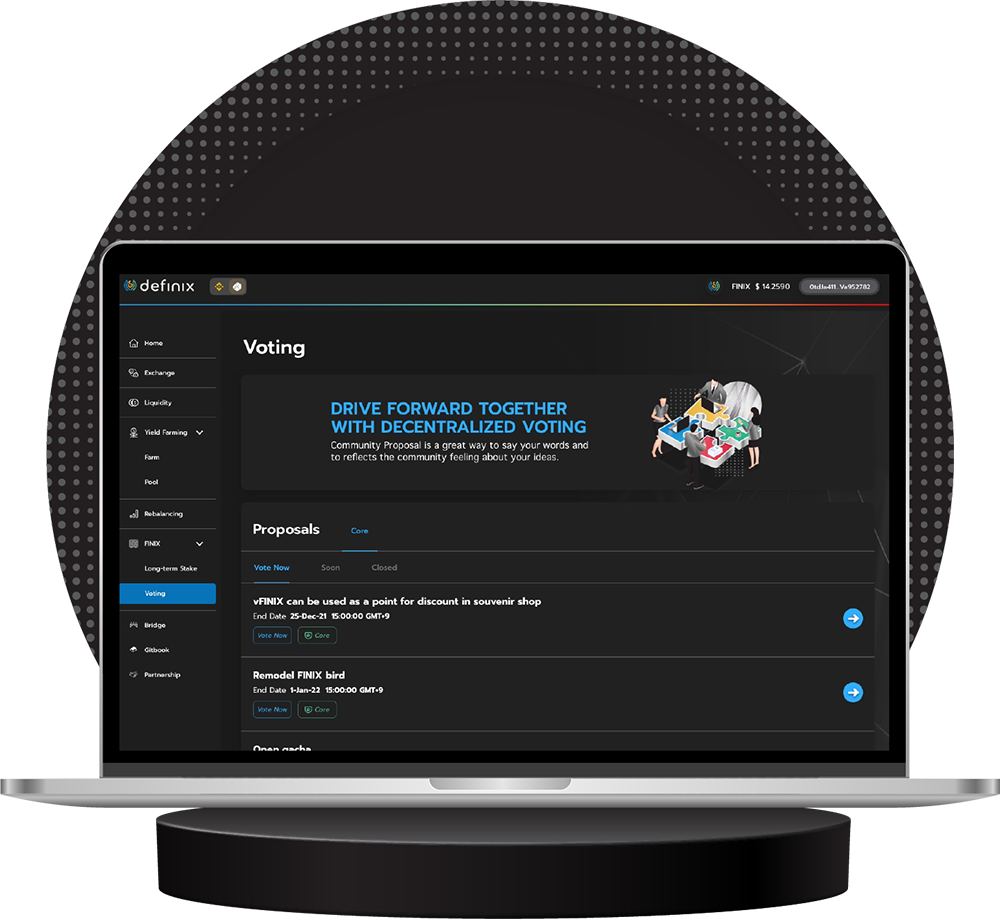 definix
FINIX $ 14.2590
Home
Exchange
Liquidity
Yield Farming
Farm
Pool
Rebalancing
FINIX
Long-term Stake
Voting
Bridge
Gitbook
Partnership
Voting
DRIVE FORWARD TOGETHER
WITH DECENTRALIZED VOTING
Community Proposal is a great way to say your words and
to reflects the community feeling about your ideas.
Proposals Core
Vote Now Soon Closed
vFINIX can be used as a point for discount in souvenir shop
End Date 25-Dec-21 15:00:00 GMT+9
Vote Now Core
Remodel FINIX bird
End Date 1-Jan-22 15:00:00 GMT+9
Vote Now Core
Open gacha